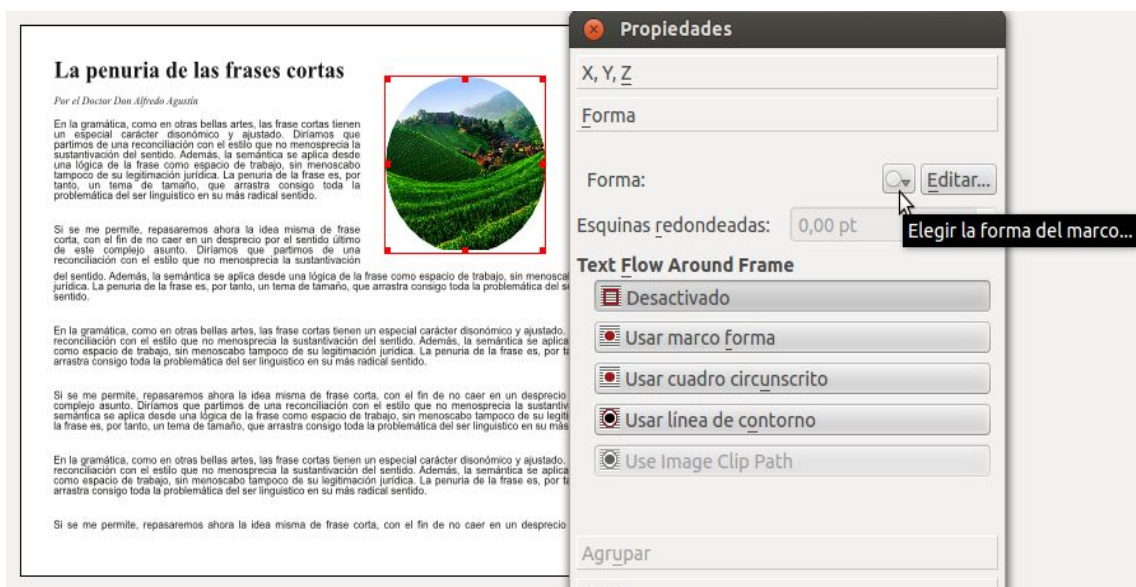 La penuria de las frases cortas
Por el Doctor Don Alfredo Agustín
En la gramática, como en otras bellas artes, las frase cortas tienen
un especial carácter disonómico y ajustado. Diríamos que
partimos de una reconciliación con el estilo que no menosprecia la
sustantivación del sentido. Además, la semántica se aplica desde
una lógica de la frase como espacio de trabajo, sin menoscabo
tampoco de su legitimación jurídica. La penuria de la frase es, por
tanto, un tema de tamaño, que arrastra consigo toda la
problemática del ser linguistico en su más radical sentido.
Si se me permite, repasaremos ahora la idea misma de frase
corta, con el fin de no caer en un desprecio por el sentido último
de este complejo asunto. Diríamos que partimos de una
reconciliación con el estilo que no menosprecia la sustantivación
del sentido. Además, la semántica se aplica desde una lógica de la frase como espacio de trabajo, sin menoscal
jurídica. La penuria de la frase es, por tanto, un tema de tamaño, que arrastra consigo toda la problemática del s
sentido.
En la gramática, como en otras bellas artes, las frase cortas tienen un especial carácter disonómico y ajustado.
reconciliación con el estilo que no menosprecia la sustantivación del sentido. Además, la semántica se aplica
como espacio de trabajo, sin menoscabo tampoco de su legitimación jurídica. La penuria de la frase es, por ta
arrastra consigo toda la problemática del ser linguistico en su más radical sentido.
Si se me permite, repasaremos ahora la idea misma de frase corta, con el fin de no caer en un desprecio
complejo asunto. Diríamos que partimos de una reconciliación con el estilo que no menosprecia la sustantiv
semántica se aplica desde una lógica de la frase como espacio de trabajo, sin menoscabo tampoco de su legiti
la frase es, por tanto, un tema de tamaño, que arrastra consigo toda la problemática del ser linguistico en su más
En la gramática, como en otras bellas artes, las frase cortas tienen un especial carácter disonómico y ajustado.
reconciliación con el estilo que no menosprecia la sustantivación del sentido. Además, la semántica se aplica
como espacio de trabajo, sin menoscabo tampoco de su legitimación jurídica. La penuria de la frase es, por ta
arrastra consigo toda la problemática del ser linguistico en su más radical sentido.
Si se me permite, repasaremos ahora la idea misma de frase corta, con el fin de no caer en un desprecio
Propiedades
X, Y, Z
Forma
Forma:
Editar...
Elegir la forma del marco...
Esquinas redondeadas:
0,00 pt
Text Flow Around Frame
Desactivado
Usar marco forma
Usar cuadro circunscrito
Usar línea de contorno
Use Image Clip Path
Agrupar